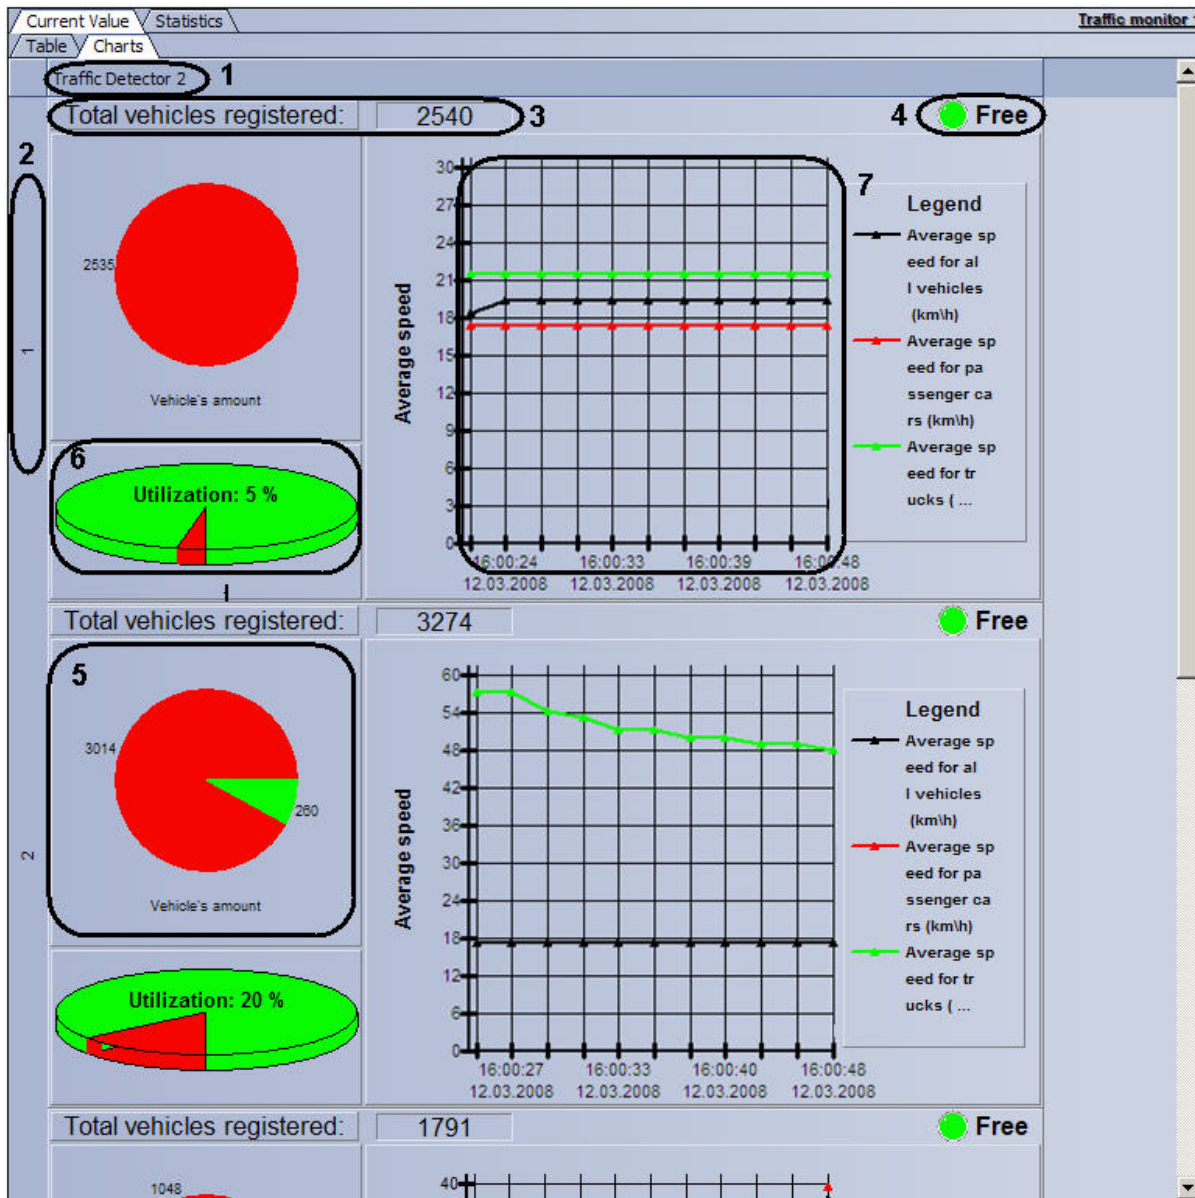 Current Value
Statistics
Traffic monitor
Table
Charts
Traffic Detector 2
1
Total vehicles registered:
2540
3
4
Free
2
1
2535
Vehicle's amount
6
Utilization: 5 %
7
Average speed
30
27
24
21
18
15
12
9
6
3
0
16:00:24
16:00:33
16:00:39
16:00:48
12.03.2008
12.03.2008
12.03.2008
12.03.2008
Legend
Average sp
eed for al
l vehicles
(km\h)
Average sp
eed for pa
ssenger ca
rs (km\h)
Average sp
eed for tr
ucks ( ...
Total vehicles registered:
3274
Free
2
5
3014
260
Vehicle's amount
Utilization: 20 %
Average speed
60
54
48
42
36
30
24
18
12
6
0
16:00:27
16:00:33
16:00:40
16:00:48
12.03.2008
12.03.2008
12.03.2008
12.03.2008
Legend
Average sp
eed for al
l vehicles
(km\h)
Average sp
eed for pa
ssenger ca
rs (km\h)
Average sp
eed for tr
ucks ( ...
Total vehicles registered:
1791
Free
1048
40